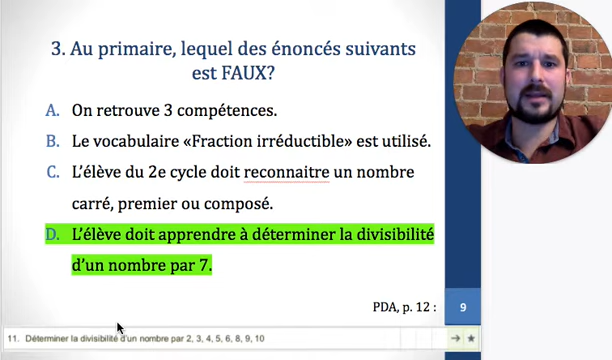 3. Au primaire, lequel des énoncés suivants
est FAUX?
A. On retrouve 3 compétences.
B. Le vocabulaire «Fraction irréductible» est utilisé.
C. L'élève du 2e cycle doit reconnaitre un nombre
carré, premier ou composé.
D. L'élève doit apprendre à déterminer la divisibilité
d'un nombre par 7.
PDA, p. 12 : 9
11. Déterminer la divisibilité d'un nombre par 2, 3, 4, 5, 6, 8, 9, 10